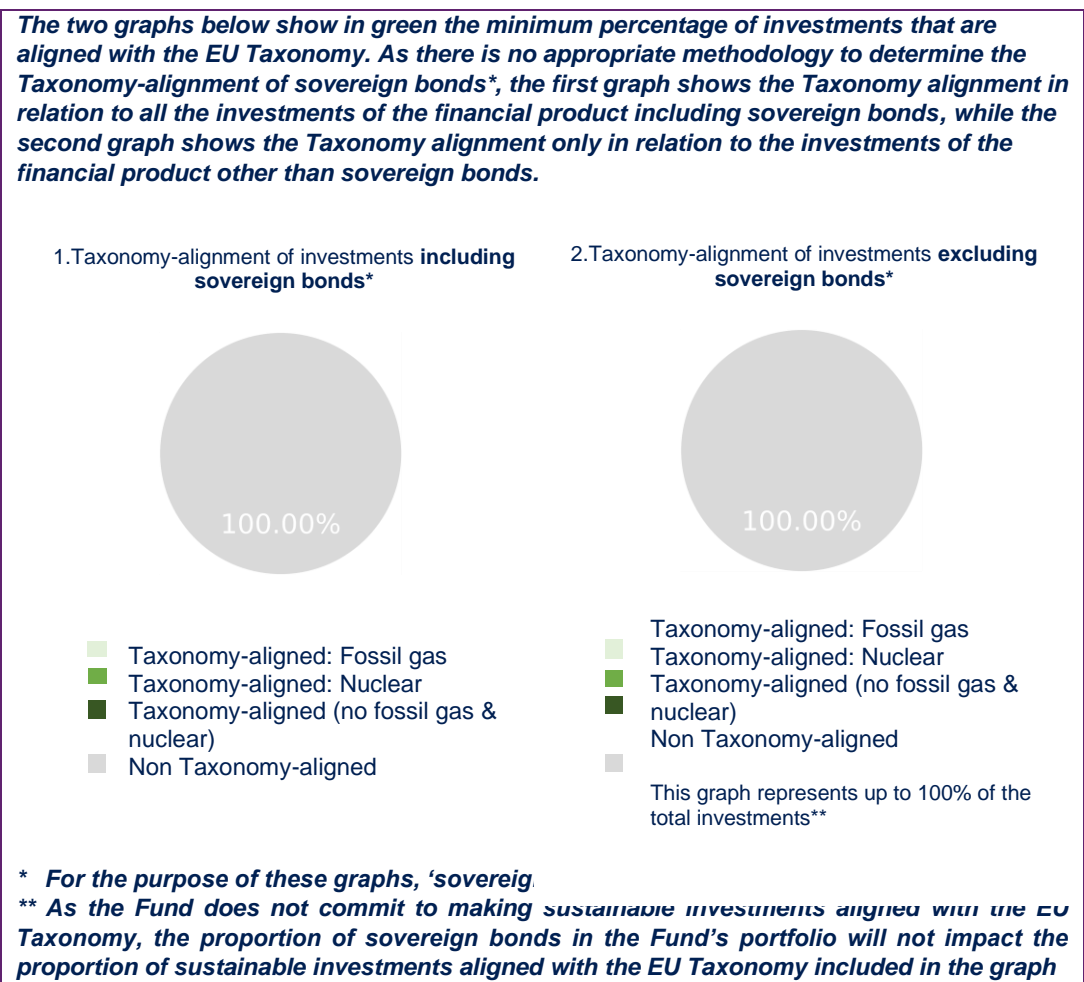 The two graphs below show in green the minimum percentage of investments that are
aligned with the EU Taxonomy. As there is no appropriate methodology to determine the
Taxonomy-alignment of sovereign bonds*, the first graph shows the Taxonomy alignment in
relation to all the investments of the financial product including sovereign bonds, while the
second graph shows the Taxonomy alignment only in relation to the investments of the
financial product other than sovereign bonds.
1.Taxonomy-alignment of investments including
sovereign bonds*
100.00%
Taxonomy-aligned: Fossil gas
Taxonomy-aligned: Nuclear
Taxonomy-aligned (no fossil gas &
nuclear)
Non Taxonomy-aligned
2.Taxonomy-alignment of investments excluding
sovereign bonds*
100.00%
Taxonomy-aligned: Fossil gas
Taxonomy-aligned: Nuclear
Taxonomy-aligned (no fossil gas &
nuclear)
Non Taxonomy-aligned
This graph represents up to 100% of the
total investments**
* For the purpose of these graphs,
** As the Fund does not commit to making sustainable investments aligned with the EU
Taxonomy, the proportion of sovereign bonds in the Fund's portfolio will not impact the
proportion of sustainable investments aligned with the EU Taxonomy included in the graph